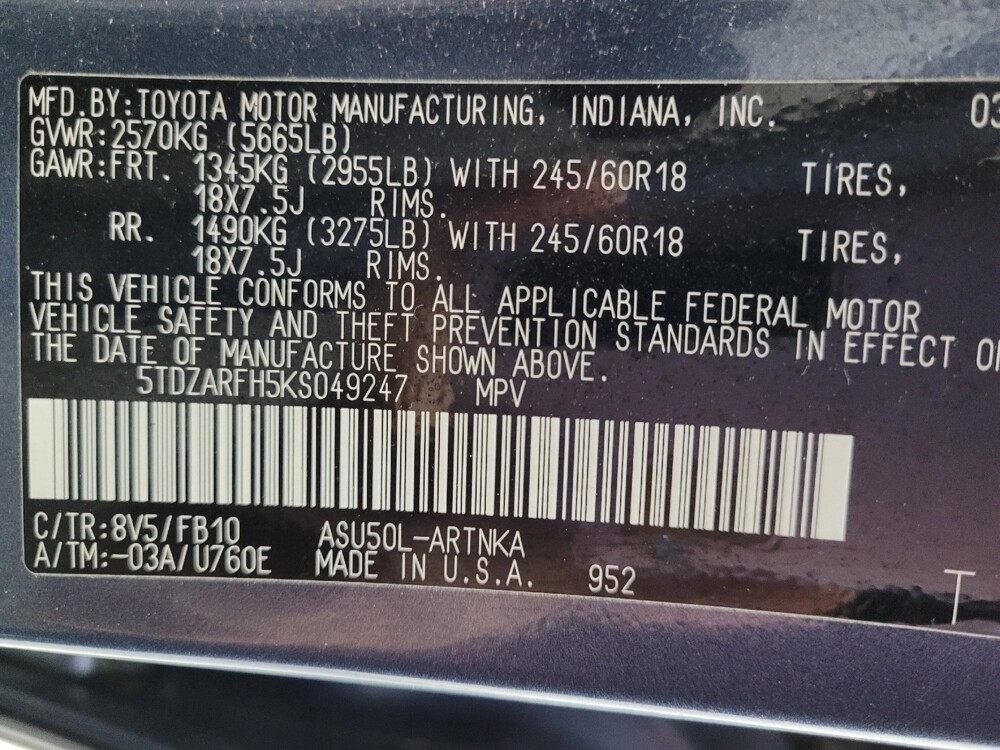 MFD.BY:TOYOTA MOTOR MANUFACTURING, INDIANA, INC. 03
GVWR:2570KG (5665LB)
GAWR:FRT. 1345KG (2955LB) WITH 245/60R18 TIRES,
18X7.5J RIMS.
RR. 1490KG (3275LB) WITH 245/60R18 TIRES,
18X7.5J RIMS.
THIS VEHICLE CONFORMS TO ALL APPLICABLE FEDERAL MOTOR
VEHICLE SAFETY AND THEFT PREVENTION STANDARDS IN EFFECT
THE DATE OF MANUFACTURE SHOWN ABOVE.
5TDZARFH5KS049247 MPV
C/TR:8V5/FB10 ASU50L-ARTNKA
A/TM:-03A/U760E MADE IN U.S.A. 952
T